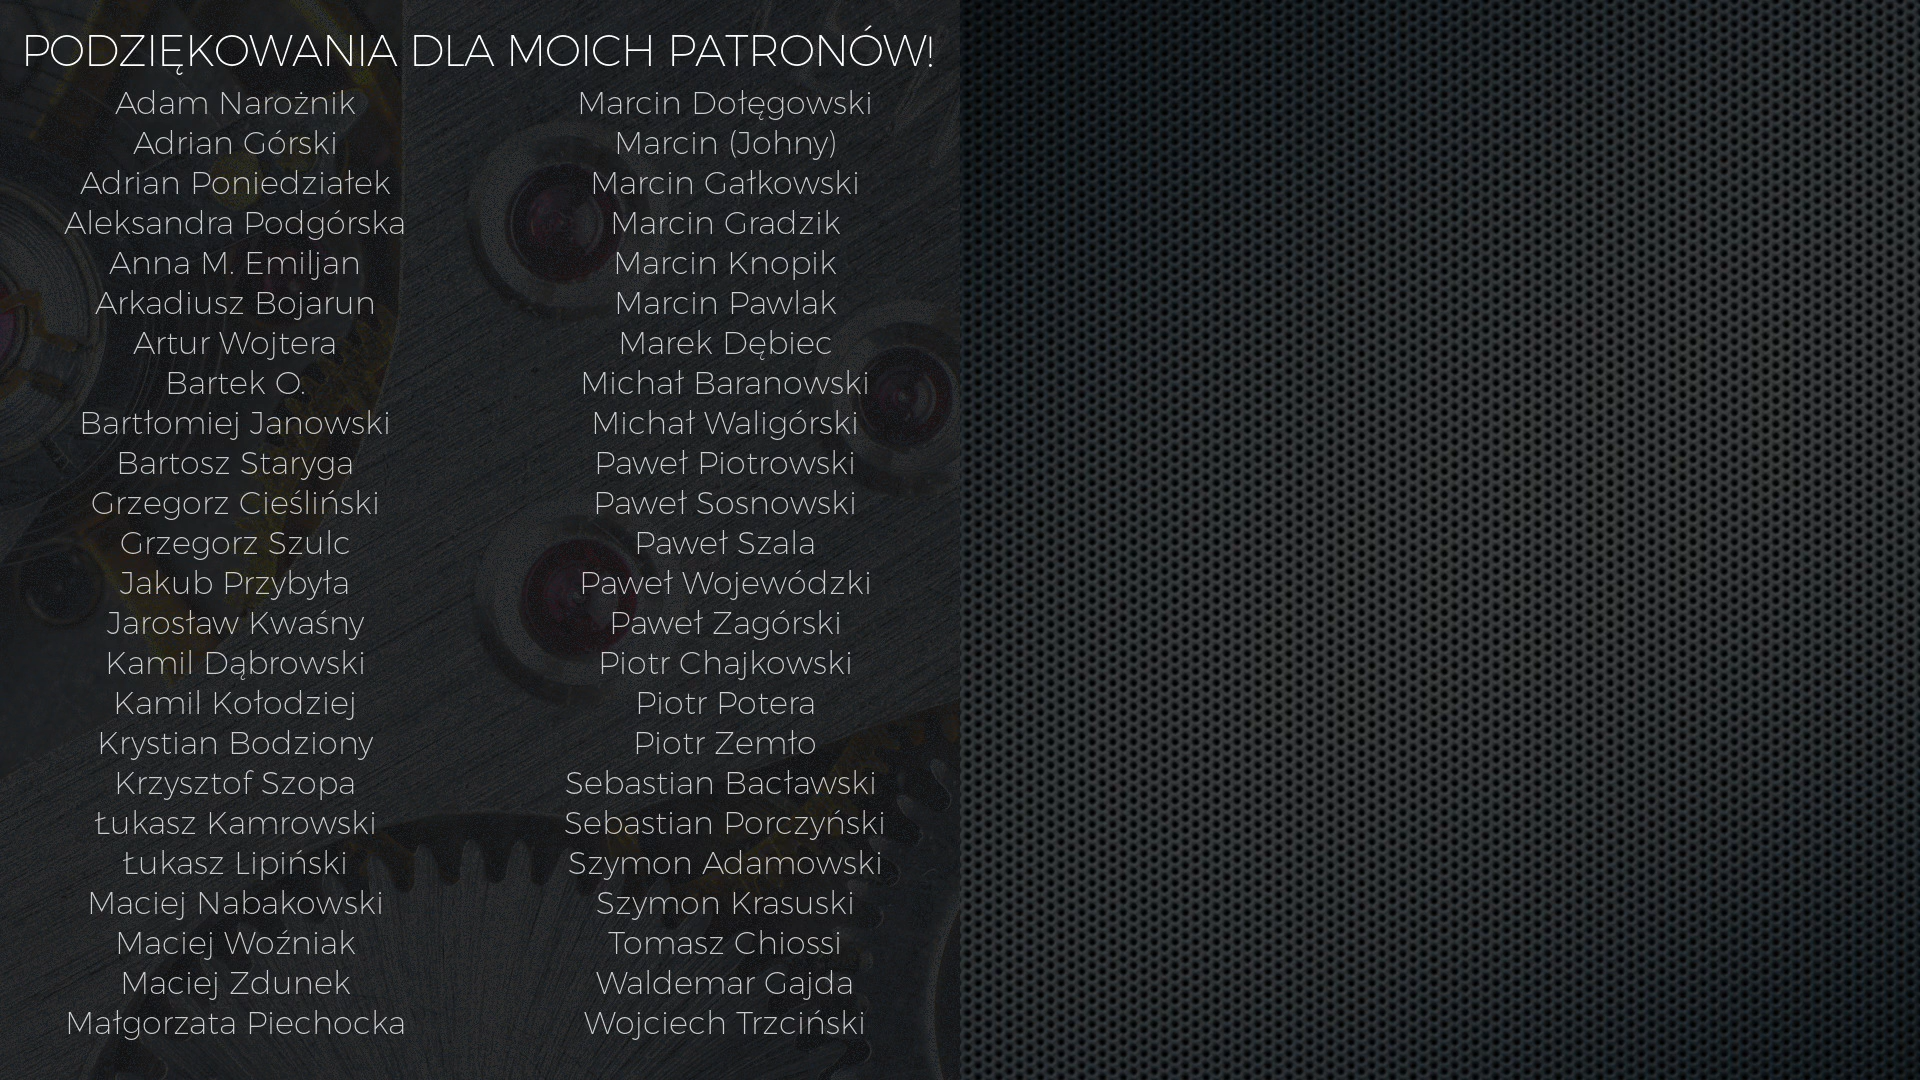 PODZIĘKOWANIA DLA MOICH PATRONÓW!
Adam Narożnik
Adrian Górski
Adrian Poniedziałek
Aleksandra Podgórska
Anna M. Emiljan
Arkadiusz Bojarun
Artur Wojtera
Bartek O.
Bartłomiej Janowski
Bartosz Staryga
Grzegorz Cieśliński
Grzegorz Szulc
Jakub Przybyła
Jarosław Kwaśny
Kamil Dąbrowski
Kamil Kołodziej
Krystian Bodziony
Krzysztof Szopa
Łukasz Kamrowski
Łukasz Lipiński
Maciej Nabakowski
Maciej Woźniak
Maciej Zdunek
Małgorzata Piechocka
Marcin Dołęgowski
Marcin (Johny)
Marcin Gałkowski
Marcin Gradzik
Marcin Knopik
Marcin Pawlak
Marek Dębiec
Michał Baranowski
Michał Waligórski
Paweł Piotrowski
Paweł Sosnowski
Paweł Szala
Paweł Wojewódzki
Paweł Zagórski
Piotr Chajkowski
Piotr Potera
Piotr Zemło
Sebastian Bacławski
Sebastian Porczyński
Szymon Adamowski
Szymon Krasuski
Tomasz Chiossi
Waldemar Gajda
Wojciech Trzciński